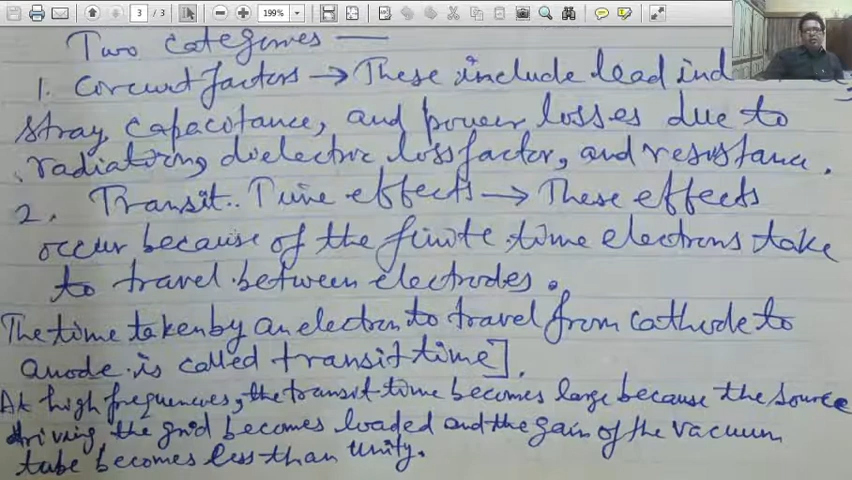 3 / 3
199%
Two categories —
1. Circuit factors → These include lead ind
stray capacitance, and power losses due to
radiation, dielectric loss factor, and resistance.
2. Transit Time effects → These effects
occur because of the finite time electrons take
to travel between electrodes.
The time taken by an electron to travel from cathode to
anode is called transit time].
At high frequencies, the transit time becomes large because the source
driving the grid becomes loaded and the gain of the vacuum
tube becomes less than unity.